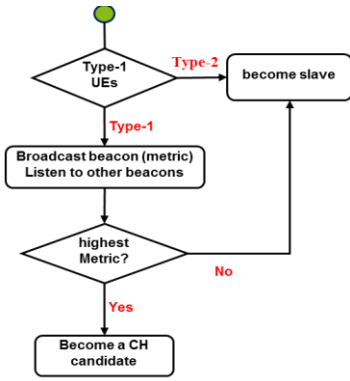 Type-1
UEs
Type-2
become slave
Type-1
Broadcast beacon (metric)
Listen to other beacons
highest
Metric?
No
Yes
Become a CH
candidate